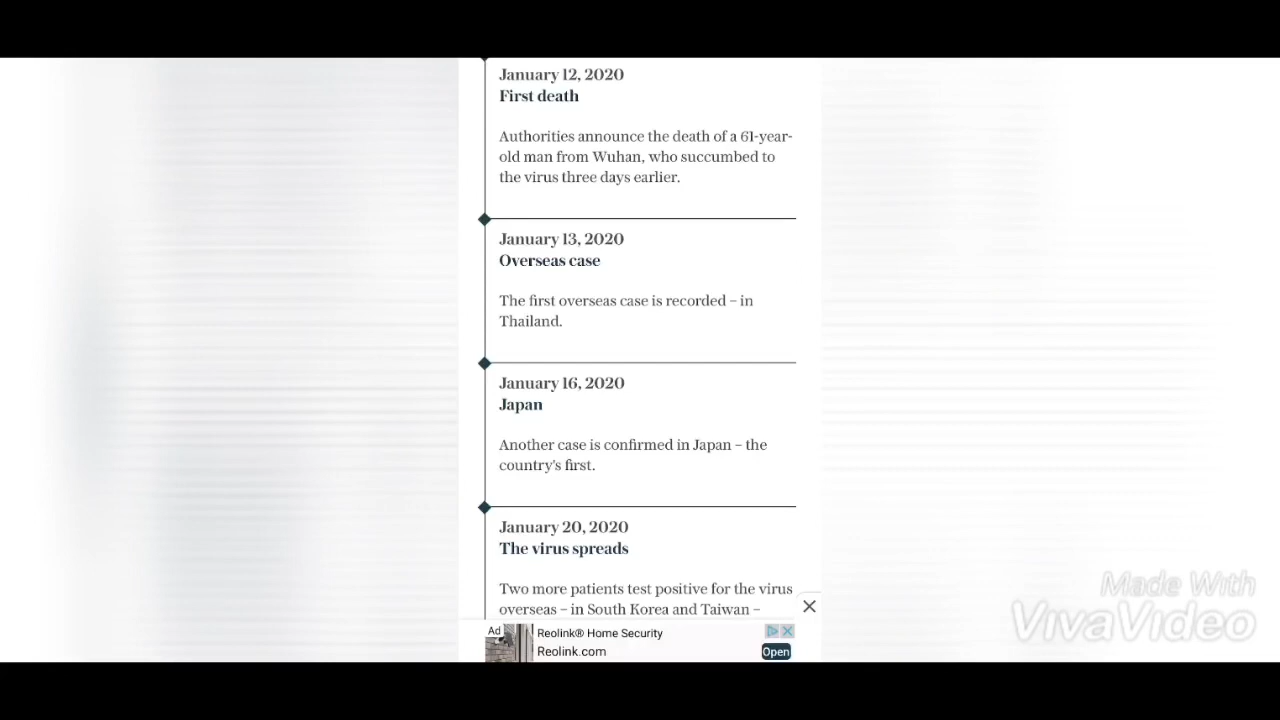 January 12, 2020
First death
Authorities announce the death of a 61-year-
old man from Wuhan, who succumbed to
the virus three days earlier.
January 13, 2020
Overseas case
The first overseas case is recorded – in
Thailand.
January 16, 2020
Japan
Another case is confirmed in Japan – the
country's first.
January 20, 2020
The virus spreads
Two more patients test positive for the virus
overseas – in South Korea and Taiwan –
Ad
Reolink® Home Security
Reolink.com
Open
Made With
VivaVideo